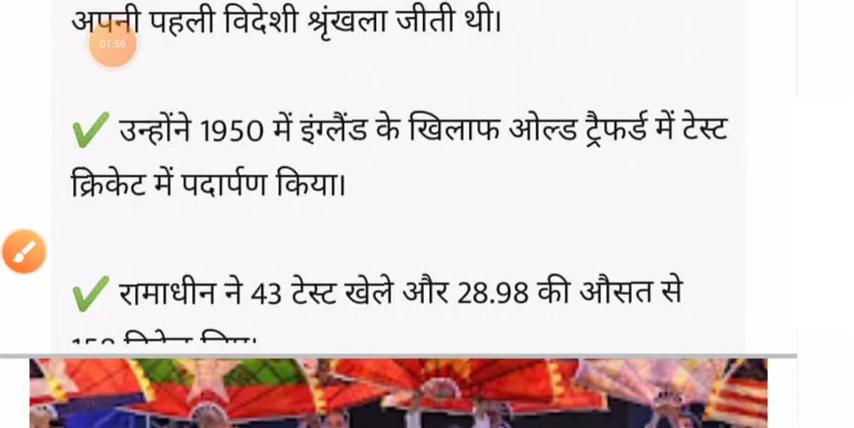 अपनी पहली विदेशी श्रृंखला जीती थी।
01:56
✔ उन्होंने 1950 में इंग्लैंड के खिलाफ ओल्ड ट्रैफर्ड में टेस्ट
क्रिकेट में पदार्पण किया।
✔ रामाधीन ने 43 टेस्ट खेले और 28.98 की औसत से